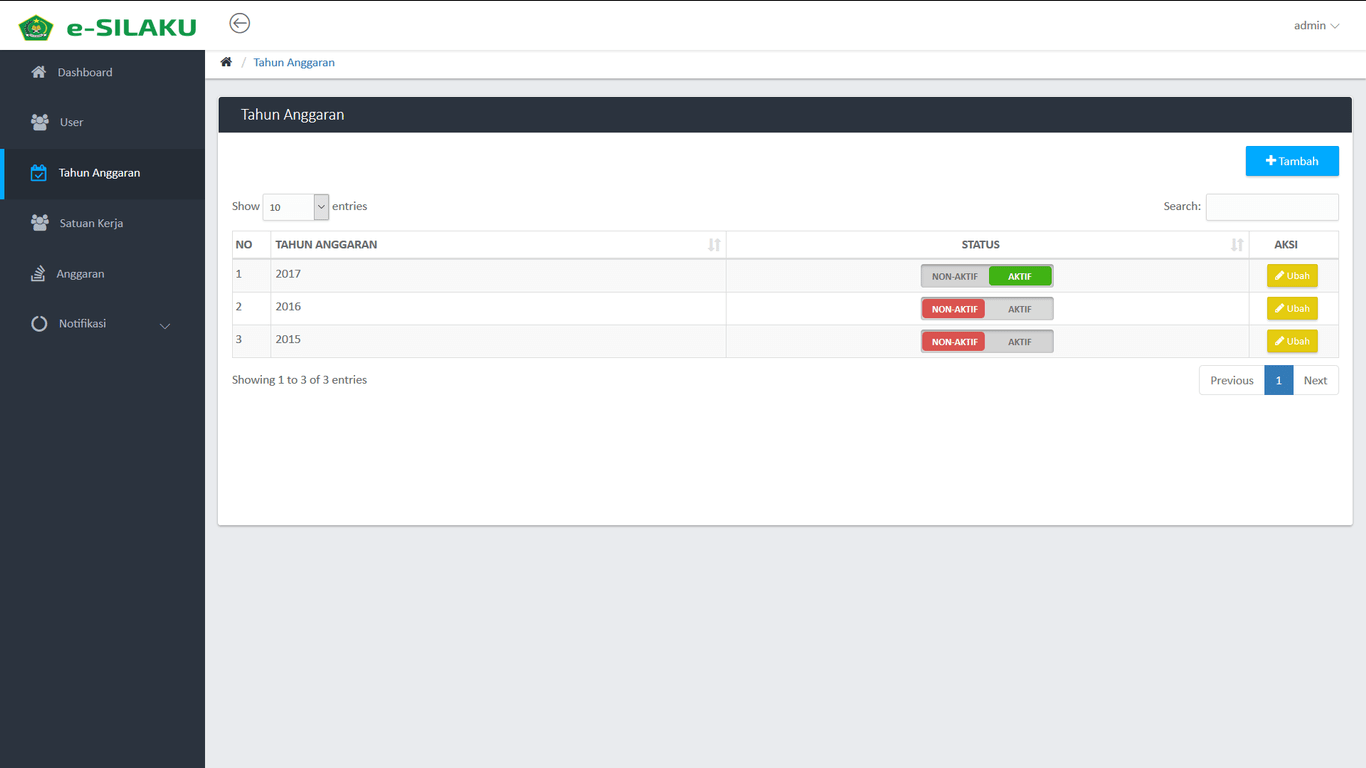 e-SILAKU
admin
Dashboard
User
Tahun Anggaran
Satuan Kerja
Anggaran
Notifikasi
/ Tahun Anggaran
Tahun Anggaran
+ Tambah
Show 10 entries
Search:
NO TAHUN ANGGARAN STATUS AKSI
1 2017 NON-AKTIF AKTIF Ubah
2 2016 NON-AKTIF AKTIF Ubah
3 2015 NON-AKTIF AKTIF Ubah
Showing 1 to 3 of 3 entries
Previous 1 Next